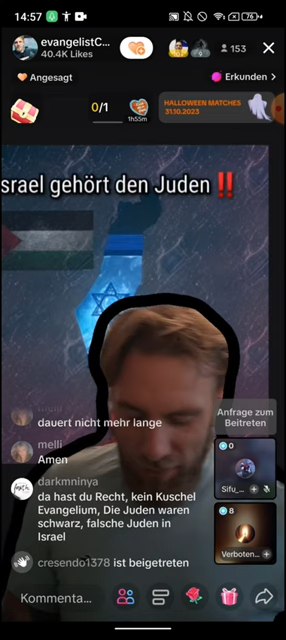 14:57
76
evangelistC...
40.4K Likes
153
Angesagt
Erkunden >
0/1
1h55m
HALLOWEEN MATCHES
31.10.2023
srael gehört den Juden ‼️
dauert nicht mehr lange
Anfrage zum
Beitreten
melli
Amen
0
Sifu_...
darkmninya
da hast du Recht, kein Kuschel
Evangelium, Die Juden waren
schwarz, falsche Juden in
Israel
8
Verboten...
cresendo1378 ist beigetreten
Kommenta...